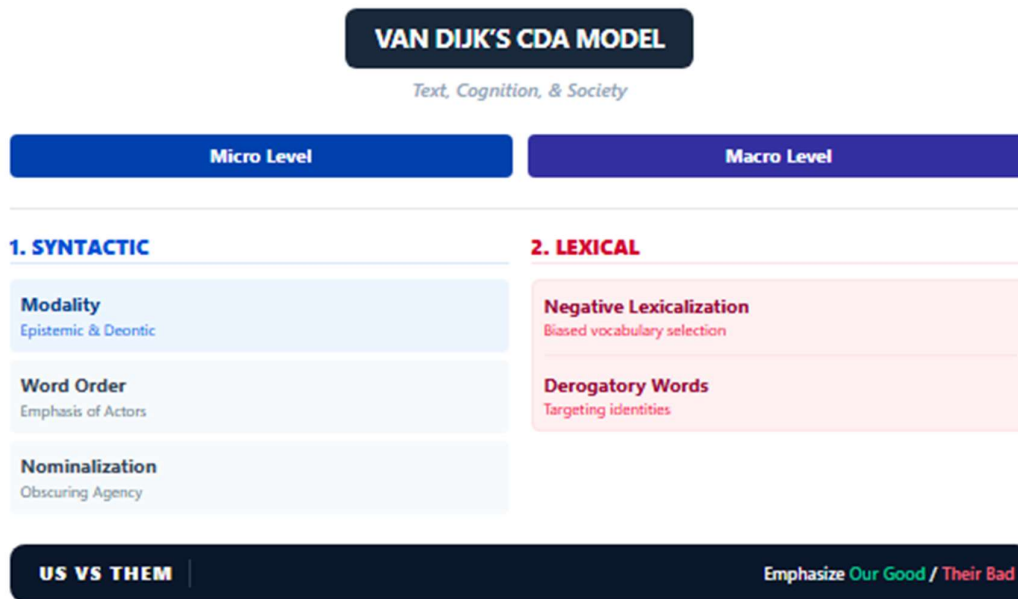 VAN DIJK'S CDA MODEL
Text, Cognition, & Society
Micro Level
Macro Level
1. SYNTACTIC
Modality
Epistemic & Deontic
Word Order
Emphasis of Actors
Nominalization
Obscuring Agency
2. LEXICAL
Negative Lexicalization
Biased vocabulary selection
Derogatory Words
Targeting identities
US VS THEM
Emphasize Our Good / Their Bad